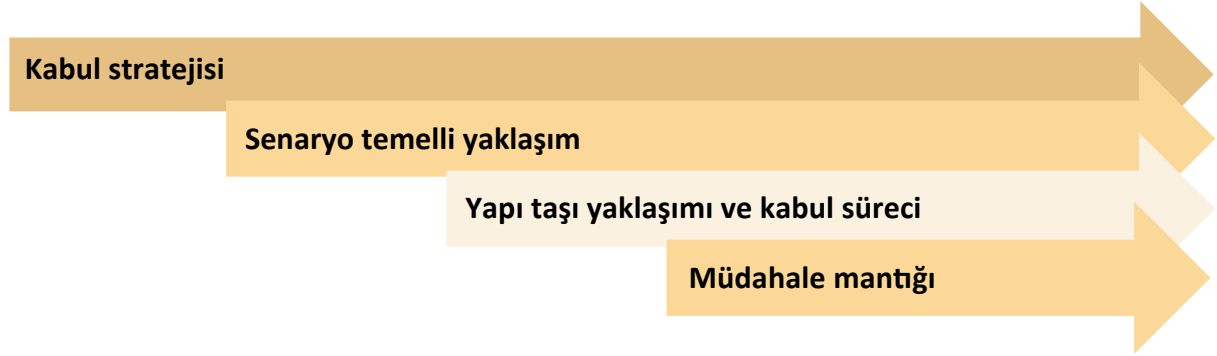 Kabul stratejisi
Senaryo temelli yaklaşım
Yapı taşı yaklaşımı ve kabul süreci
Müdahale mantığı